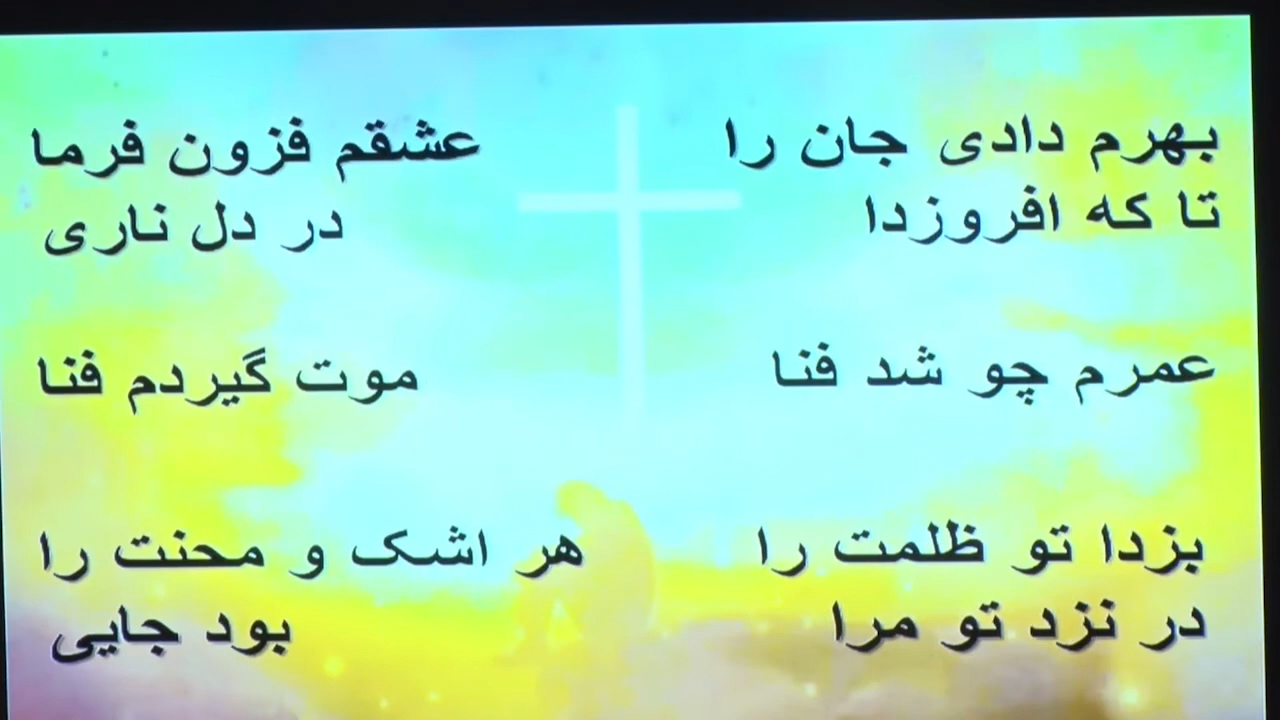 بهرم دادی جان را عشقم فزون فرما
تا که افروزدا در دل ناری
عمرم چو شد فنا موت گیردم فنا
بزدا تو ظلمت را هر اشک و محنت را
در نزد تو مرا بود جایی